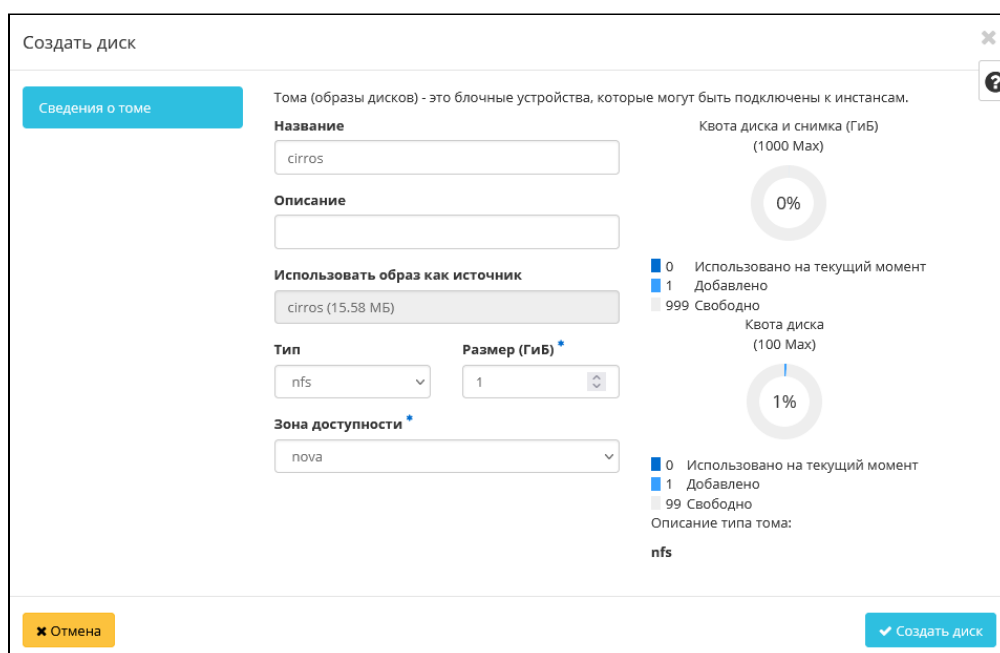 Создать диск
Сведения о томе
Тома (образы дисков) - это блочные устройства, которые могут быть подключены к инстансам.
Название
cirros
Описание
Использовать образ как источник
cirros (15.58 МБ)
Тип
Размер (ГиБ) *
nfs
1
Зона доступности *
nova
Квота диска и снимка (ГиБ)
(1000 Max)
0%
0 Использовано на текущий момент
1 Добавлено
999 Свободно
Квота диска
(100 Max)
1%
0 Использовано на текущий момент
1 Добавлено
99 Свободно
Описание типа тома:
nfs
Отмена
Создать диск